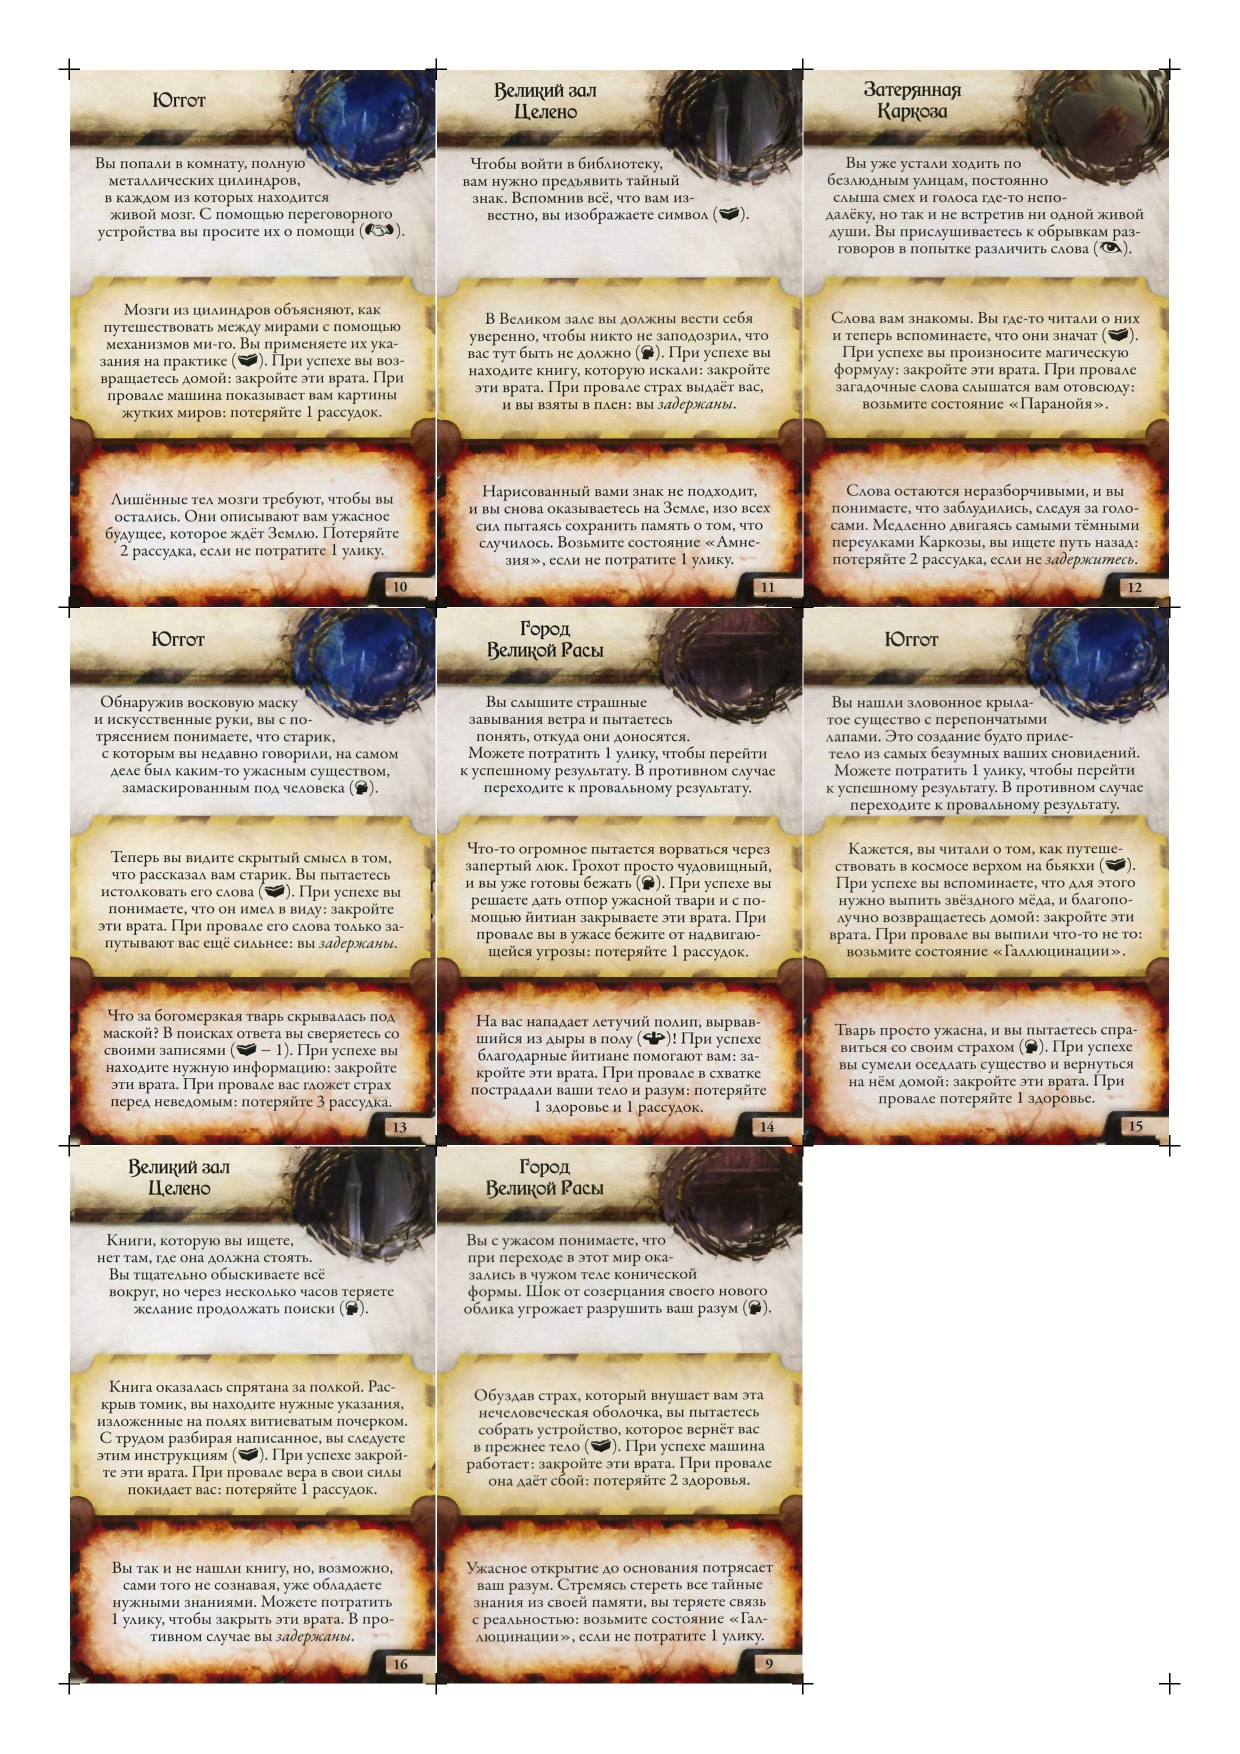 Юггот
Вы попали в комнату, полную
металлических цилиндров,
в каждом из которых находится
живой мозг. С помощью переговорного
устройства вы просите их о помощи ( ).
Мозги из цилиндров объясняют, как
путешествовать между мирами с помощью
механизмов ми-го. Вы применяете их ука-
зания на практике ( ). При успехе вы воз-
вращаетесь домой: закройте эти врата. При
провале машина показывает вам картины
жутких миров: потеряйте 1 рассудок.
Лишённые тел мозги требуют, чтобы вы
остались. Они описывают вам ужасное
будущее, которое ждёт Землю. Потеряйте
2 рассудка, если не потратите 1 улику.
10
Великий зал
Целено
Чтобы войти в библиотеку,
вам нужно предъявить тайный
знак. Вспомнив всё, что вам из-
вестно, вы изображаете символ ( ).
В Великом зале вы должны вести себя
уверенно, чтобы никто не заподозрил, что
вас тут быть не должно ( ). При успехе вы
находите книгу, которую искали: закройте
эти врата. При провале страх выдаёт вас,
и вы взяты в плен: вы задержаны.
Нарисованный вами знак не подходит,
и вы снова оказываетесь на Земле, изо всех
сил пытаясь сохранить память о том, что
случилось. Возьмите состояние «Амне-
зия», если не потратите 1 улику.
11
Затерянная
Каркоза
Вы уже устали ходить по
безлюдным улицам, постоянно
слыша смех и голоса где-то непо-
далёку, но так и не встретив ни одной живой
души. Вы прислушиваетесь к обрывкам раз-
говоров в попытке различить слова ( ).
Слова вам знакомы. Вы где-то читали о них
и теперь вспоминаете, что они значат ( ).
При успехе вы произносите магическую
формулу: закройте эти врата. При провале
загадочные слова слышатся вам отовсюду:
возьмите состояние «Паранойя».
Слова остаются неразборчивыми, и вы
понимаете, что заблудились, следуя за голо-
сами. Медленно двигаясь самыми тёмными
переулками Каркозы, вы ищете путь назад:
потеряйте 2 рассудка, если не задержитесь.
12
Юггот
Обнаружив восковую маску
и искусственные руки, вы с по-
трясением понимаете, что старик,
с которым вы недавно говорили, на самом
деле был каким-то ужасным существом,
замаскированным под человека ( ).
Теперь вы видите скрытый смысл в том,
что рассказал вам старик. Вы пытаетесь
истолковать его слова ( ). При успехе вы
понимаете, что он имел в виду: закройте
эти врата. При провале его слова только за-
путывают вас ещё сильнее: вы задержаны.
Что за богомерзкая тварь скрывалась под
маской? В поисках ответа вы сверяетесь со
своими записями ( – 1). При успехе вы
находите нужную информацию: закройте
эти врата. При провале вас гложет страх
перед неведомым: потеряйте 3 рассудка.
13
Город
Великой Расы
Вы слышите страшные
завывания ветра и пытаетесь
понять, откуда они доносятся.
Можете потратить 1 улику, чтобы перейти
к успешному результату. В противном случае
переходите к провальному результату.
Что-то огромное пытается ворваться через
запертый люк. Грохот просто чудовищный,
и вы уже готовы бежать ( ). При успехе вы
решаете дать отпор ужасной твари и с по-
мощью йитиан закрываете эти врата. При
провале вы в ужасе бежите от надвигаю-
щейся угрозы: потеряйте 1 рассудок.
На вас нападает летучий полип, вырвав-
шийся из дыры в полу ( )! При успехе
благодарные йитиане помогают вам: за-
кройте эти врата. При провале в схватке
пострадали ваши тело и разум: потеряйте
1 здоровье и 1 рассудок.
14
Юггот
Вы нашли зловонное крыла-
тое существо с перепончатыми
лапами. Это создание будто приле-
тело из самых безумных ваших сновидений.
Можете потратить 1 улику, чтобы перейти
к успешному результату. В противном случае
переходите к провальному результату.
Кажется, вы читали о том, как путеше-
ствовать в космосе верхом на бьякхи ( ).
При успехе вы вспоминаете, что для этого
нужно выпить звёздного мёда, и благопо-
лучно возвращаетесь домой: закройте эти
врата. При провале вы выпили что-то не то:
возьмите состояние «Галлюцинации».
Тварь просто ужасна, и вы пытаетесь спра-
виться со своим страхом ( ). При успехе
вы сумели оседлать существо и вернуться
на нём домой: закройте эти врата. При
провале потеряйте 1 здоровье.
15
Великий зал
Целено
Книги, которую вы ищете,
нет там, где она должна стоять.
Вы тщательно обыскиваете всё
вокруг, но через несколько часов теряете
желание продолжать поиски ( ).
Книга оказалась спрятана за полкой. Рас-
крыв томик, вы находите нужные указания,
изложенные на полях витиеватым почерком.
С трудом разбирая написанное, вы следуете
этим инструкциям ( ). При успехе закрой-
те эти врата. При провале вера в свои силы
покидает вас: потеряйте 1 рассудок.
Вы так и не нашли книгу, но, возможно,
сами того не сознавая, уже обладаете
нужными знаниями. Можете потратить
1 улику, чтобы закрыть эти врата. В про-
тивном случае вы задержаны.
16
Город
Великой Расы
Вы с ужасом понимаете, что
при переходе в этот мир ока-
зались в чужом теле конической
формы. Шок от созерцания своего нового
облика угрожает разрушить ваш разум ( ).
Обуздав страх, который внушает вам эта
нечеловеческая оболочка, вы пытаетесь
собрать устройство, которое вернёт вас
в прежнее тело ( ). При успехе машина
работает: закройте эти врата. При провале
она даёт сбой: потеряйте 2 здоровья.
Ужасное открытие до основания потрясает
ваш разум. Стремясь стереть все тайные
знания из своей памяти, вы теряете связь
с реальностью: возьмите состояние «Гал-
люцинации», если не потратите 1 улику.
9